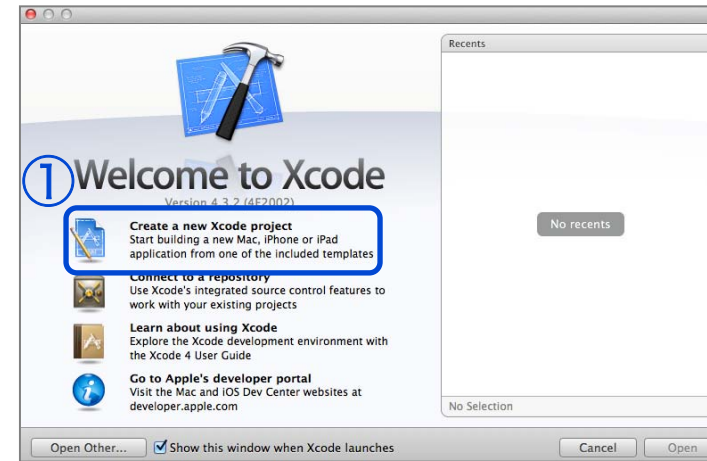 Recents
①
Welcome to Xcode
Version 4.3.2 (4E2002)
Create a new Xcode project
Start building a new Mac, iPhone or iPad
application from one of the included templates
Connect to a repository
Use Xcode's integrated source control features to
work with your existing projects
Learn about using Xcode
Explore the Xcode development environment with
the Xcode 4 User Guide
Go to Apple's developer portal
Visit the Mac and iOS Dev Center websites at
developer.apple.com
No recents
No Selection
Open Other...
Show this window when Xcode launches
Cancel
Open